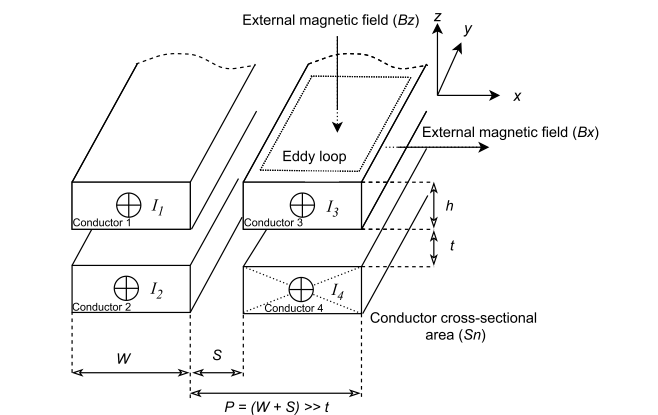 External magnetic field (Bz)
z
y
x
External magnetic field (Bx)
Eddy loop
I1
Conductor 1
I3
Conductor 3
h
t
I2
Conductor 2
I4
Conductor 4
Conductor cross-sectional
area (Sn)
W
S
P = (W + S) >> t